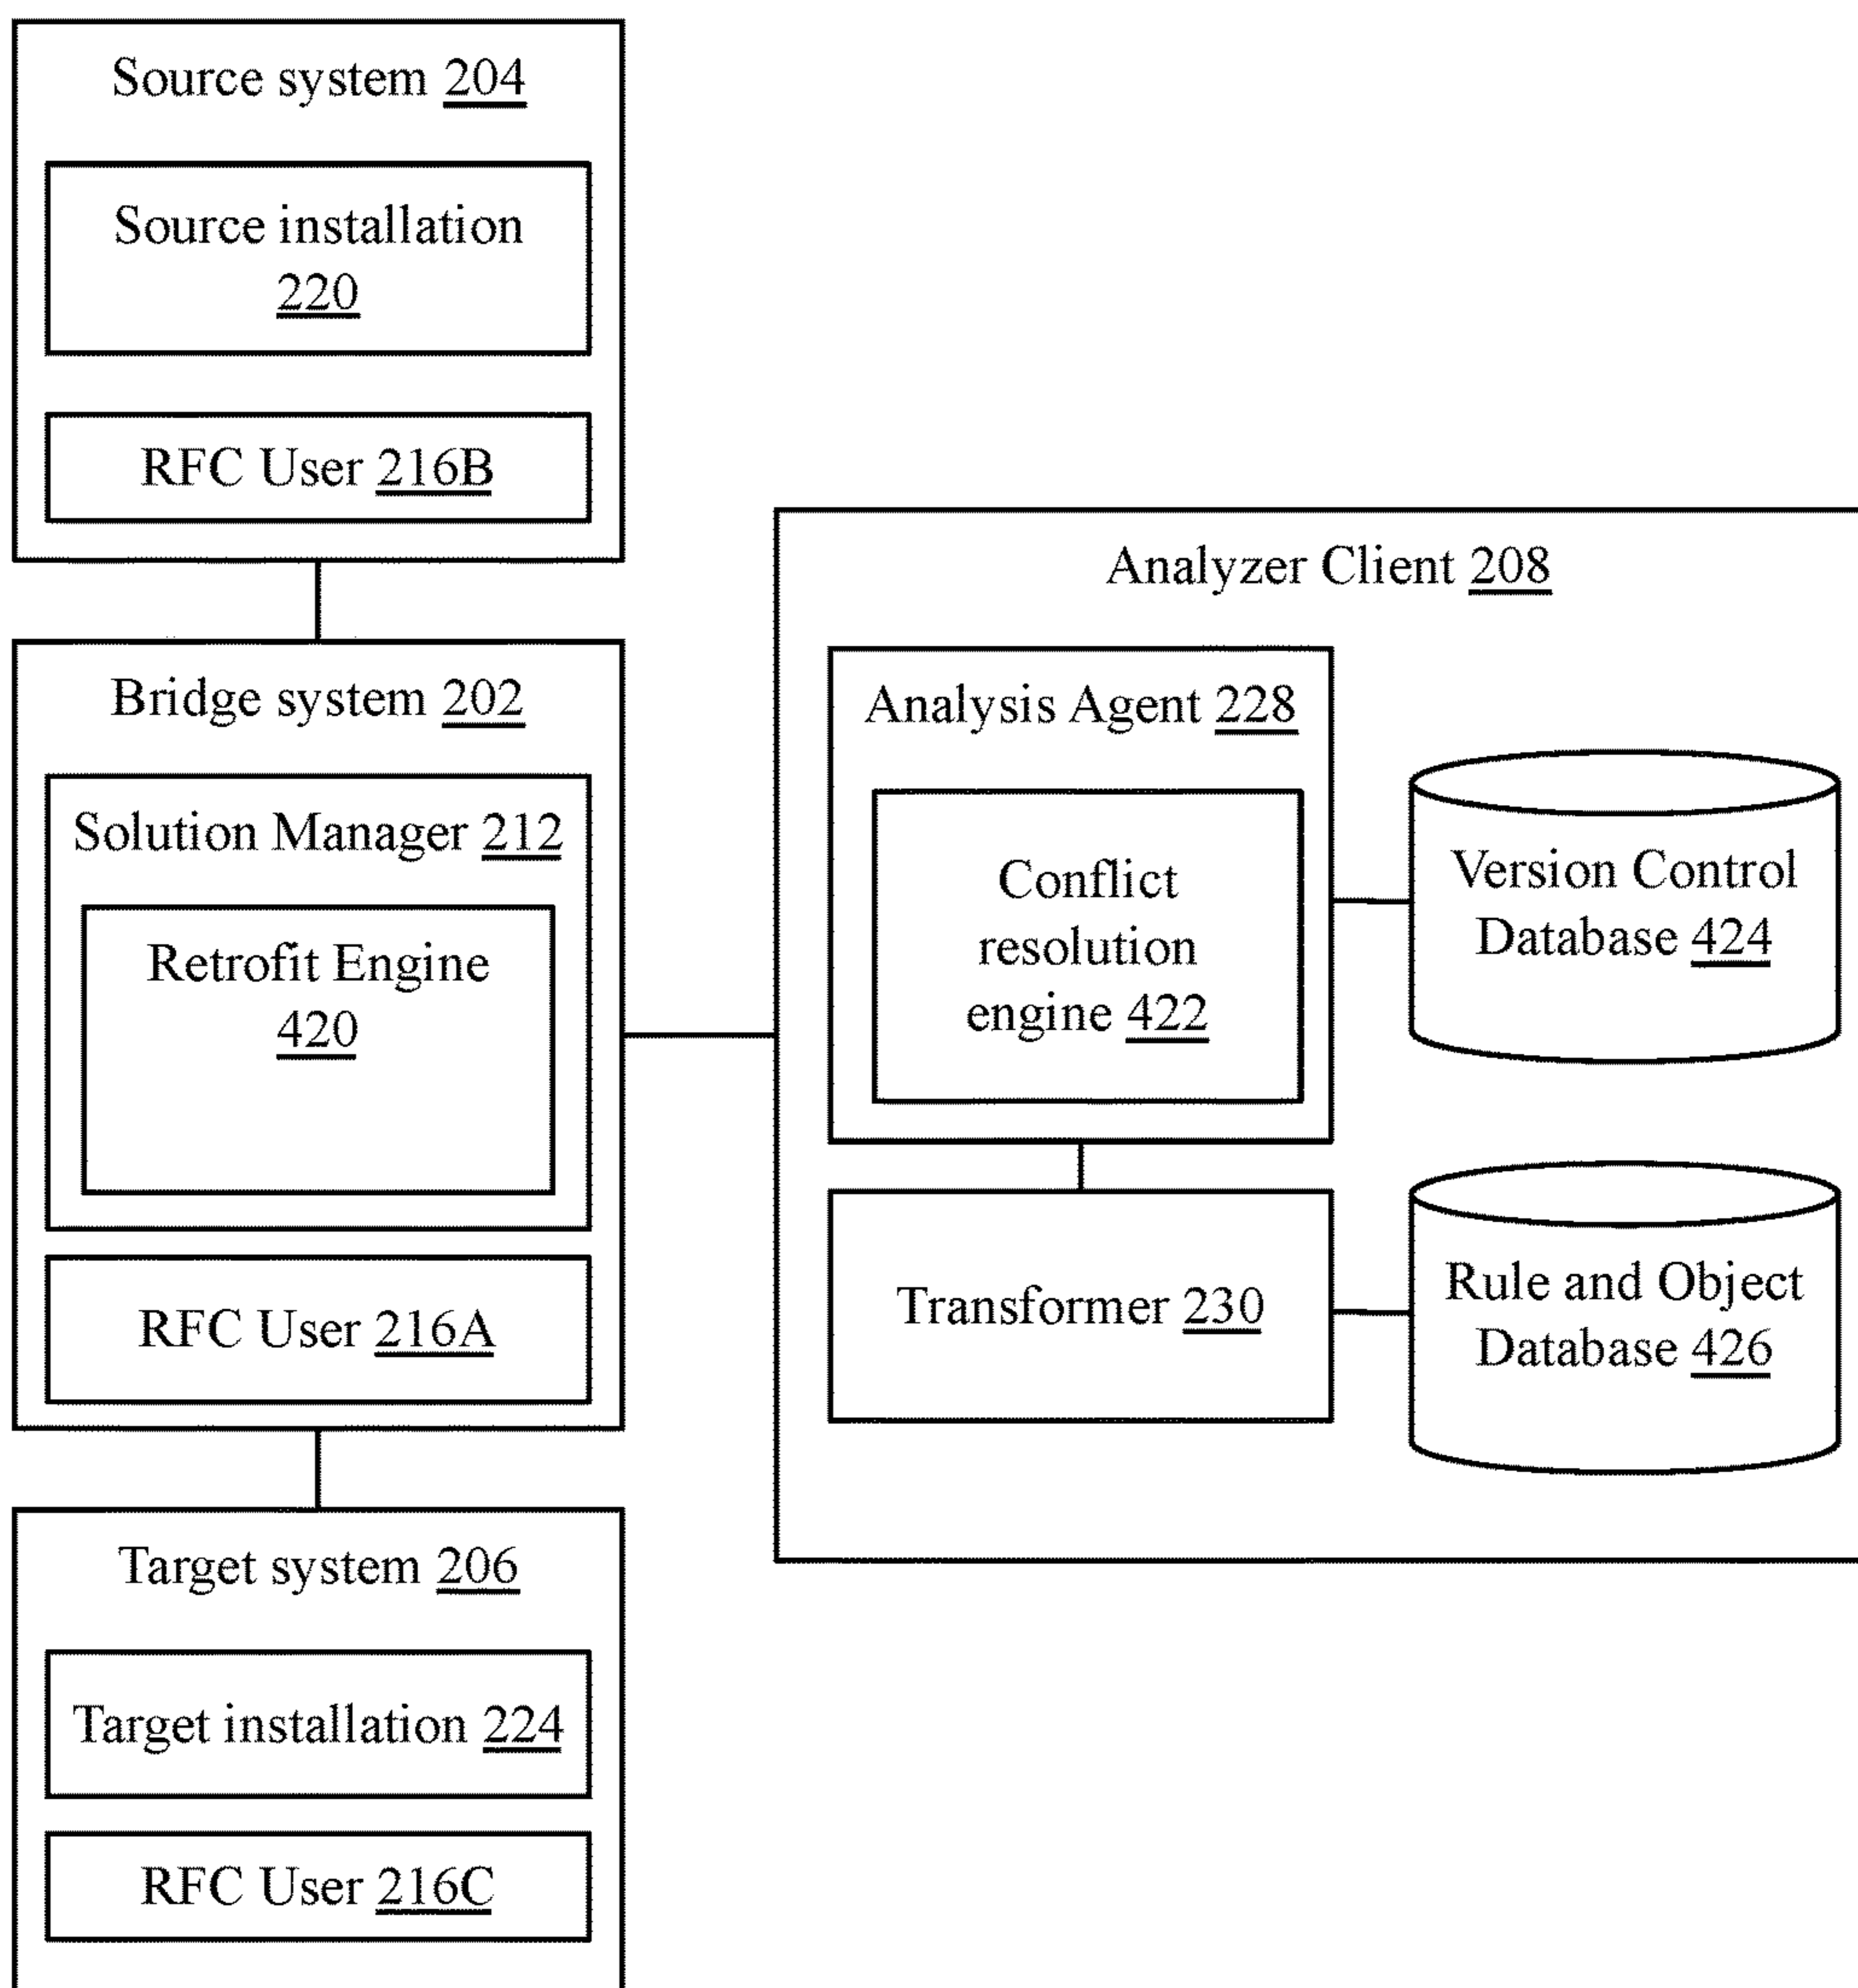 Source system 204
Source installation
220
RFC User 216B
Bridge system 202
Solution Manager 212
Retrofit Engine
420
RFC User 216A
Target system 206
Target installation 224
RFC User 216C
Analyzer Client 208
Analysis Agent 228
Conflict
resolution
engine 422
Version Control
Database 424
Transformer 230
Rule and Object
Database 426